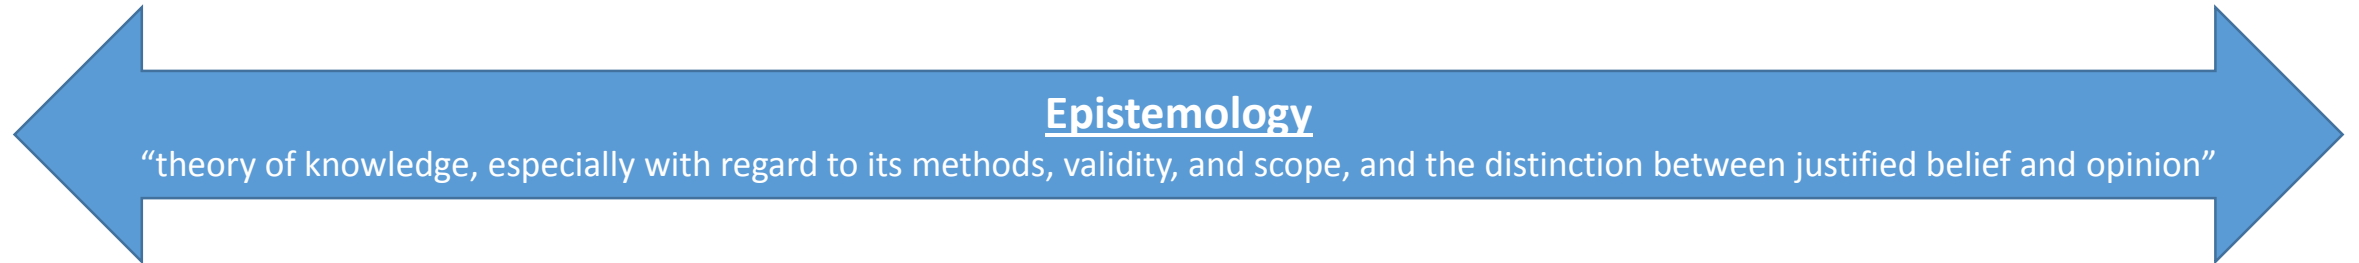 Epistemology
“theory of knowledge, especially with regard to its methods, validity, and scope, and the distinction between justified belief and opinion”